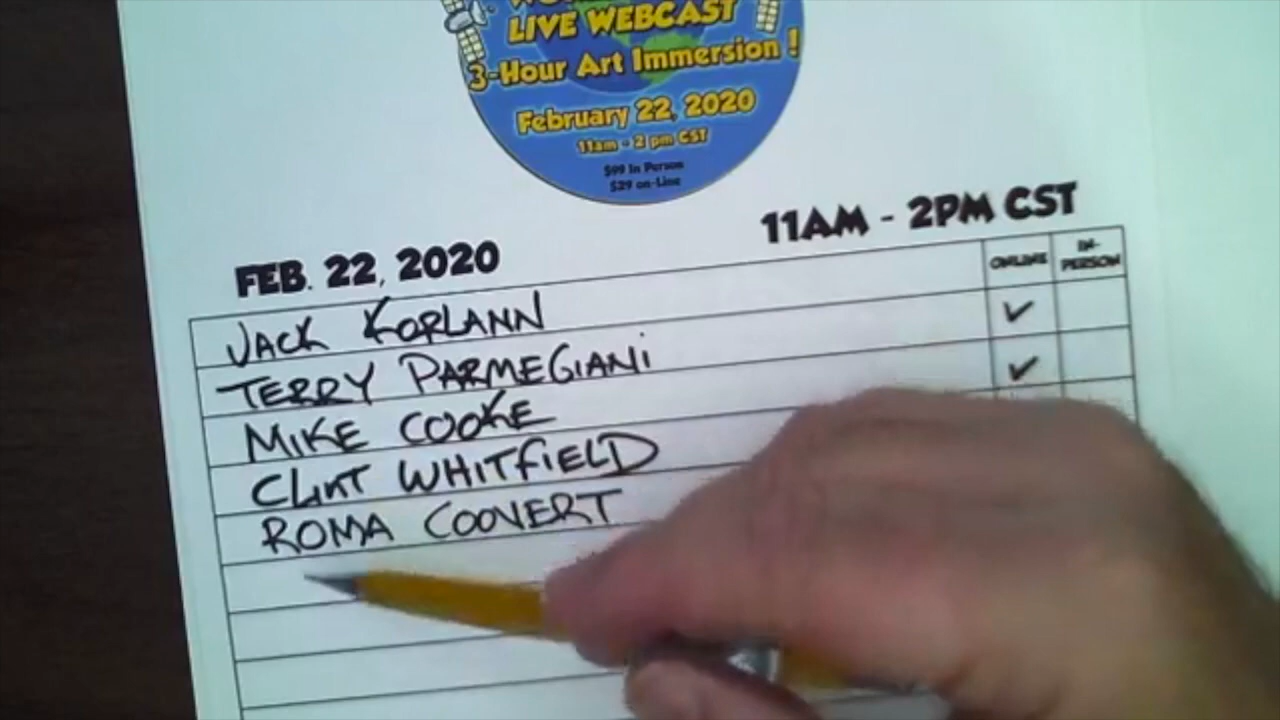 LIVE WEBCAST
3-Hour Art Immersion !
February 22, 2020
11am - 2 pm CST
$99 In Person
$29 on-Line
11AM - 2PM CST
FEB. 22, 2020
ONLINE
IN-PERSON
JACK KORLANN ✓
TERRY PARMEGIANI ✓
MIKE COOKE
CLINT WHITFIELD
ROMA COOVERT